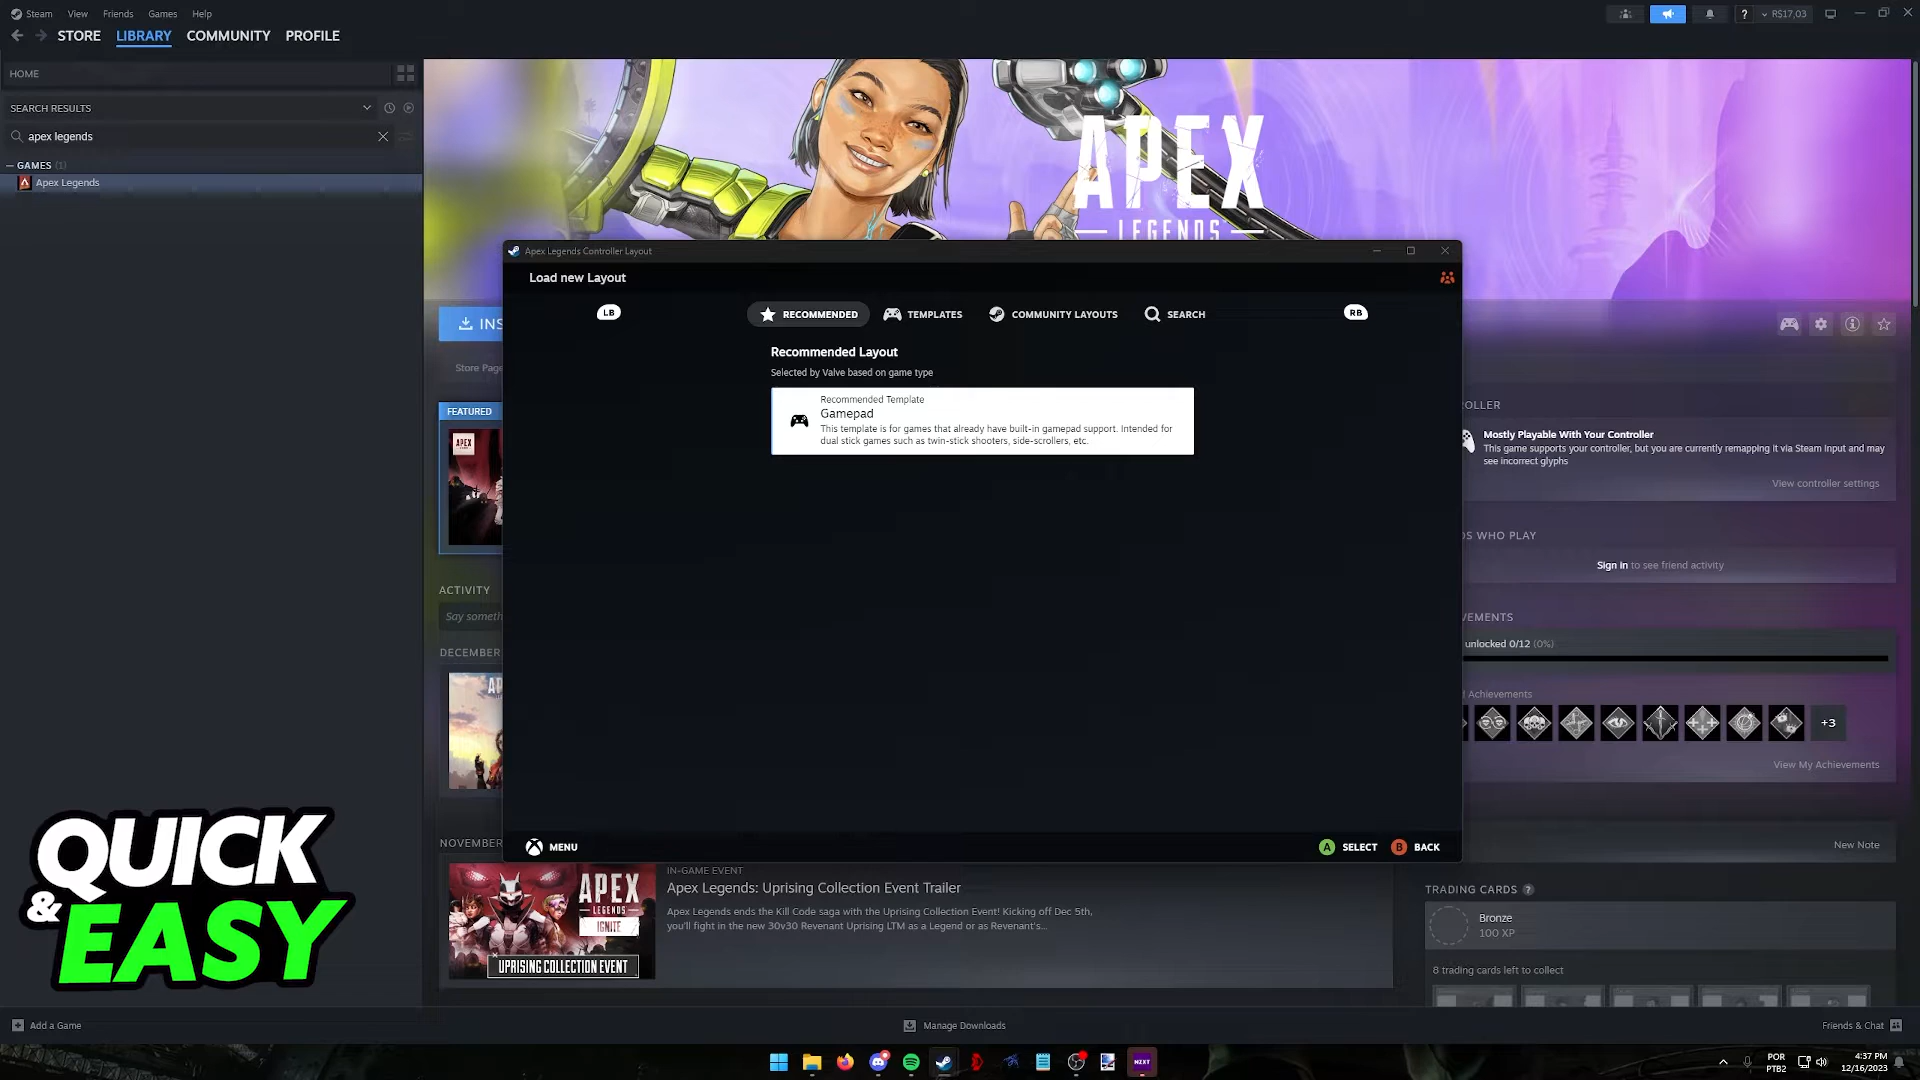 Steam View Friends Games Help
? R$17,03
STORE LIBRARY COMMUNITY PROFILE
HOME
SEARCH RESULTS
apex legends
GAMES (1)
Apex Legends
APEX
LEGENDS
INS
Store Page
FEATURED
APEX
ACTIVITY
Say someth
DECEMBER
NOVEMBER
Apex Legends Controller Layout
Load new Layout
LB RECOMMENDED TEMPLATES COMMUNITY LAYOUTS SEARCH RB
Recommended Layout
Selected by Valve based on game type
Recommended Template
Gamepad
This template is for games that already have built-in gamepad support. Intended for
dual stick games such as twin-stick shooters, side-scrollers, etc.
MENU A SELECT B BACK
OLLER
Mostly Playable With Your Controller
This game supports your controller, but you are currently remapping it via Steam Input and may
see incorrect glyphs
View controller settings
DS WHO PLAY
Sign in to see friend activity
VEMENTS
unlocked 0/12 (0%)
Achievements
+3
View My Achievements
New Note
TRADING CARDS ?
Bronze
100 XP
8 trading cards left to collect
APEX
LEGENDS
IGNITE
UPRISING COLLECTION EVENT
IN-GAME EVENT
Apex Legends: Uprising Collection Event Trailer
Apex Legends ends the Kill Code saga with the Uprising Collection Event! Kicking off Dec 5th,
you'll fight in the new 30v30 Revenant Uprising LTM as a Legend or as Revenant's...
QUICK
& EASY
Add a Game
Manage Downloads
Friends & Chat
NZXT
POR
PTB2
4:37 PM
12/16/2023